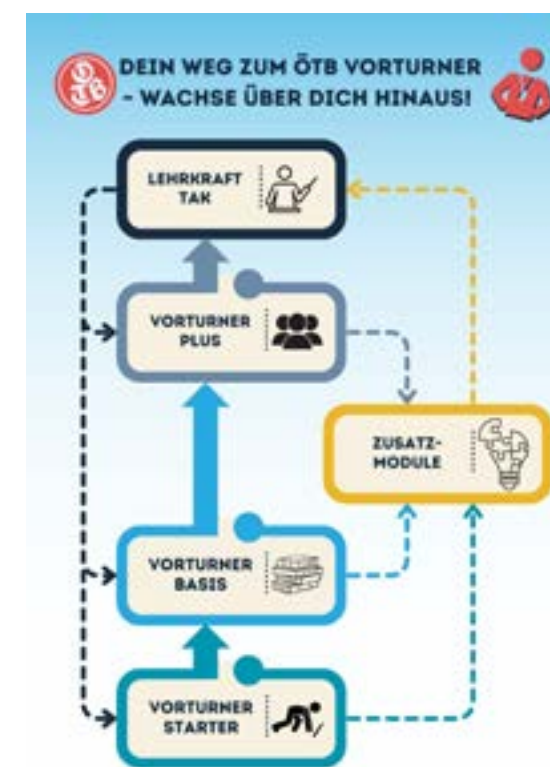 ÖTB
DEIN WEG ZUM ÖTB VORTURNER
– WACHSE ÜBER DICH HINAUS!
LEHRKRAFT
TAK
VORTURNER
PLUS
ZUSATZ-
MODULE
VORTURNER
BASIS
VORTURNER
STARTER